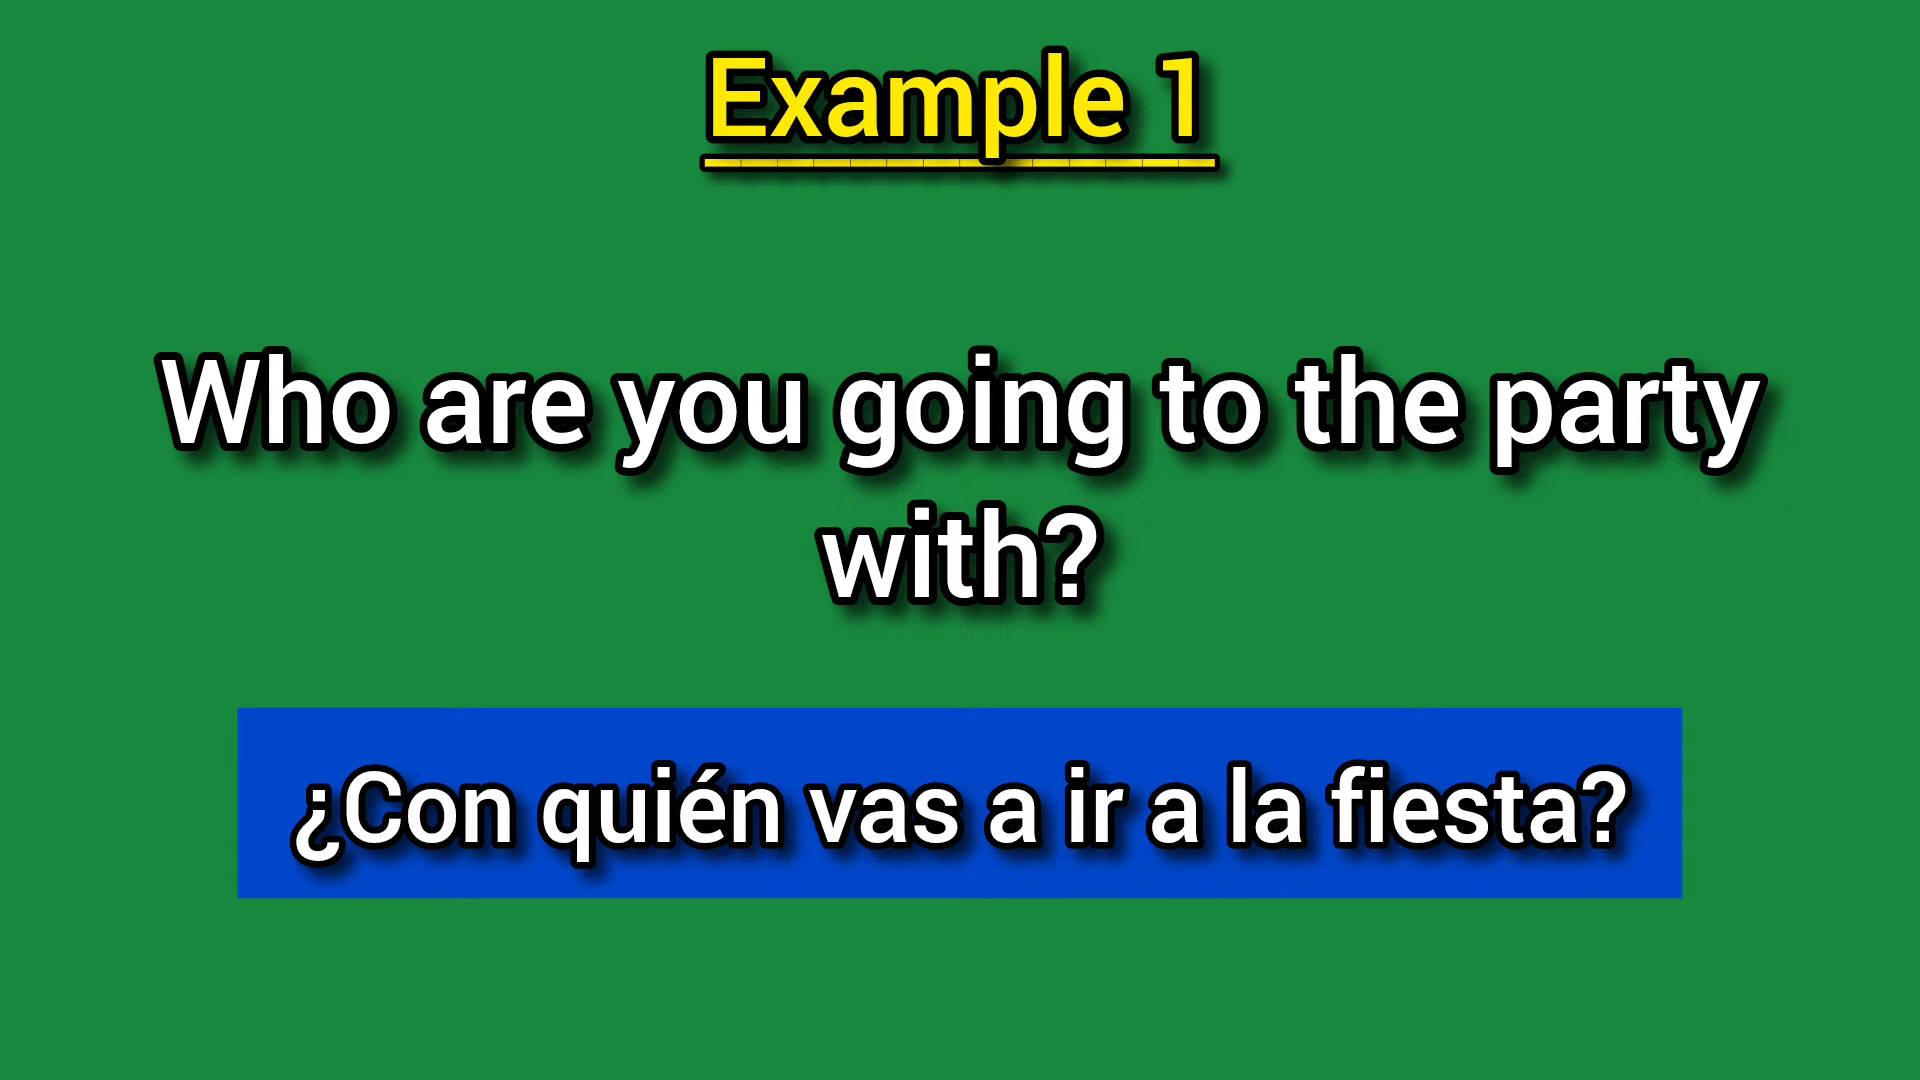 Example 1
Who are you going to the party
with?
¿Con quién vas a ir a la fiesta?